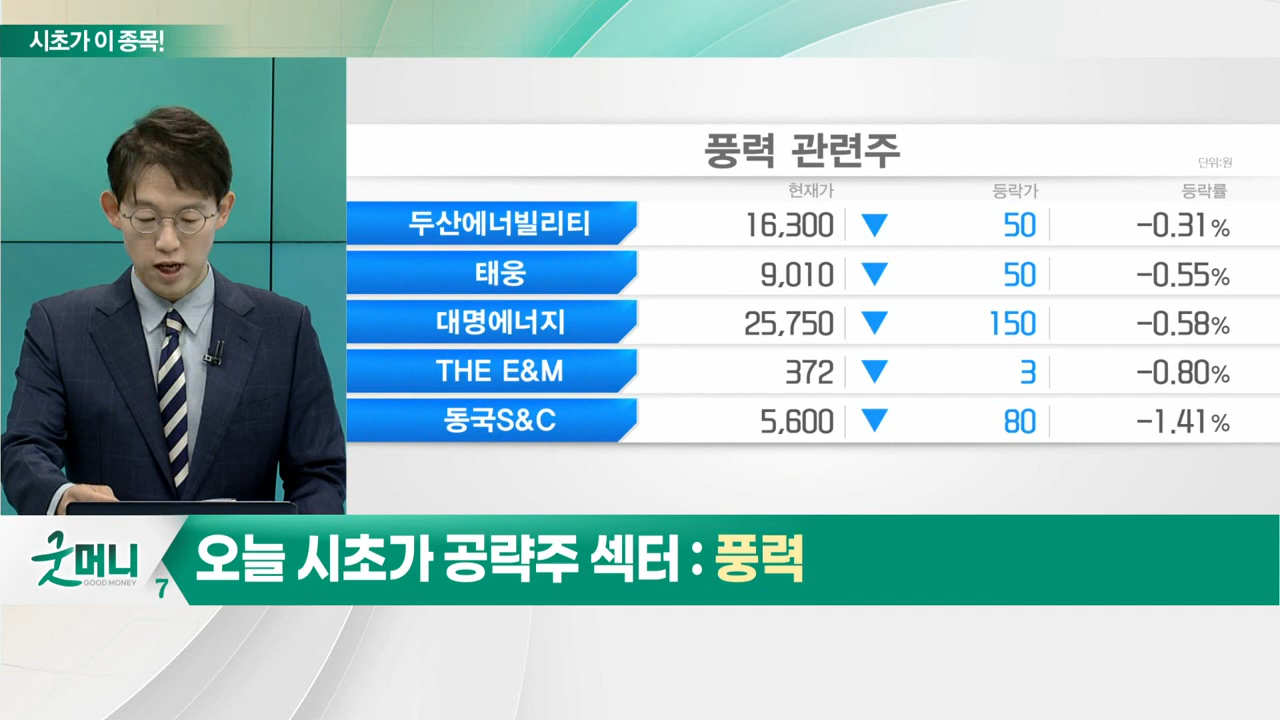 시초가 이 종목!
풍력 관련주
단위:원
현재가 등락가 등락률
두산에너빌리티 16,300 ▼ 50 -0.31%
태웅 9,010 ▼ 50 -0.55%
대명에너지 25,750 ▼ 150 -0.58%
THE E&M 372 ▼ 3 -0.80%
동국S&C 5,600 ▼ 80 -1.41%
굿머니
GOOD MONEY
7
오늘 시초가 공략주 섹터 : 풍력